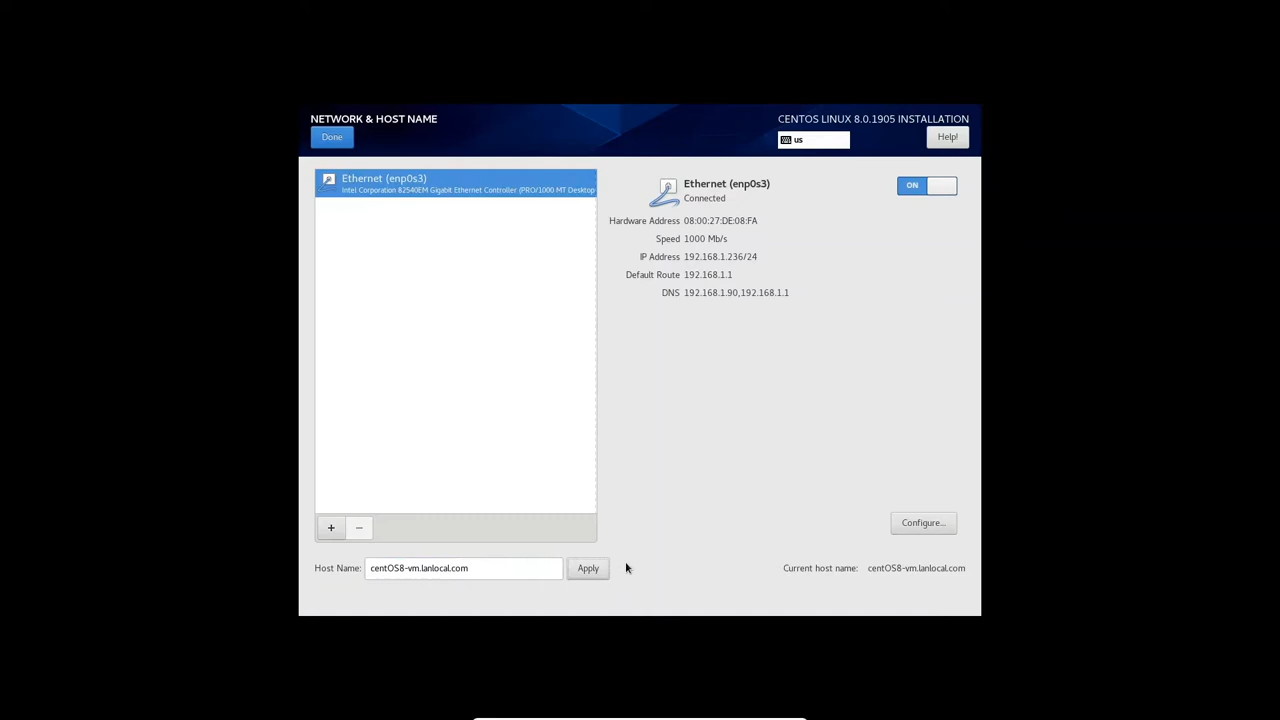 NETWORK & HOST NAME
CENTOS LINUX 8.0.1905 INSTALLATION
Done
us
Help!
Ethernet (enp0s3)
Intel Corporation 82540EM Gigabit Ethernet Controller (PRO/1000 MT Desktop
Ethernet (enp0s3)
Connected
ON
Hardware Address 08:00:27:DE:08:FA
Speed 1000 Mb/s
IP Address 192.168.1.236/24
Default Route 192.168.1.1
DNS 192.168.1.90,192.168.1.1
+ −
Configure...
Host Name: centOS8-vm.lanlocal.com Apply
Current host name: centOS8-vm.lanlocal.com